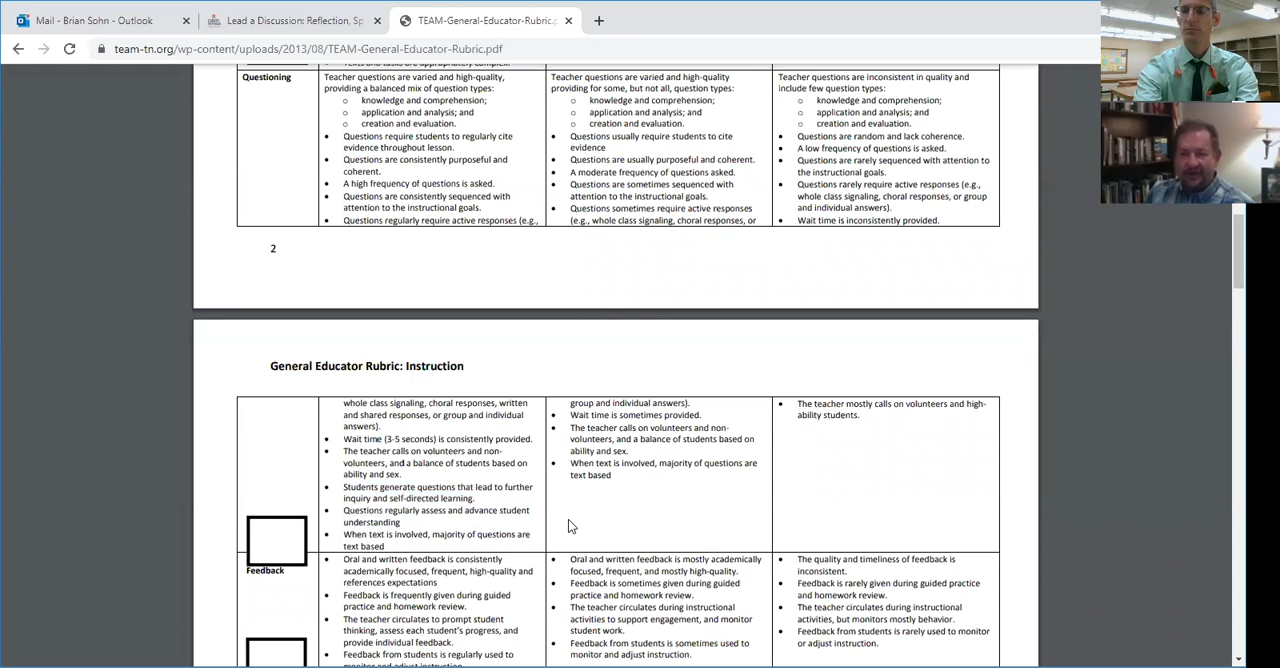 Mail - Brian Sohn - Outlook
Lead a Discussion: Reflection, Sp
TEAM-General-Educator-Rubric.p
team-tn.org/wp-content/uploads/2013/08/TEAM-General-Educator-Rubric.pdf
Texts and tasks are appropriately complex.
Questioning
Teacher questions are varied and high-quality,
providing a balanced mix of question types:
o knowledge and comprehension;
o application and analysis; and
o creation and evaluation.
• Questions require students to regularly cite
evidence throughout lesson.
• Questions are consistently purposeful and
coherent.
• A high frequency of questions is asked.
• Questions are consistently sequenced with
attention to the instructional goals.
• Questions regularly require active responses (e.g.,
Teacher questions are varied and high-quality
providing for some, but not all, question types:
o knowledge and comprehension;
o application and analysis; and
o creation and evaluation.
• Questions usually require students to cite
evidence
• Questions are usually purposeful and coherent.
• A moderate frequency of questions asked.
• Questions are sometimes sequenced with
attention to the instructional goals.
• Questions sometimes require active responses
(e.g., whole class signaling, choral responses, or
Teacher questions are inconsistent in quality and
include few question types:
o knowledge and comprehension;
o application and analysis; and
o creation and evaluation.
• Questions are random and lack coherence.
• A low frequency of questions is asked.
• Questions are rarely sequenced with attention to
the instructional goals.
• Questions rarely require active responses (e.g.,
whole class signaling, choral responses, or group
and individual answers).
• Wait time is inconsistently provided.
2
General Educator Rubric: Instruction
whole class signaling, choral responses, written
and shared responses, or group and individual
answers).
• Wait time (3-5 seconds) is consistently provided.
• The teacher calls on volunteers and non-
volunteers, and a balance of students based on
ability and sex.
• Students generate questions that lead to further
inquiry and self-directed learning.
• Questions regularly assess and advance student
understanding
• When text is involved, majority of questions are
text based
group and individual answers).
• Wait time is sometimes provided.
• The teacher calls on volunteers and non-
volunteers, and a balance of students based on
ability and sex.
• When text is involved, majority of questions are
text based
• The teacher mostly calls on volunteers and high-
ability students.
Feedback
• Oral and written feedback is consistently
academically focused, frequent, high-quality and
references expectations
• Feedback is frequently given during guided
practice and homework review.
• The teacher circulates to prompt student
thinking, assess each student's progress, and
provide individual feedback.
• Feedback from students is regularly used to
monitor and adjust instruction.
• Oral and written feedback is mostly academically
focused, frequent, and mostly high-quality.
• Feedback is sometimes given during guided
practice and homework review.
• The teacher circulates during instructional
activities to support engagement, and monitor
student work.
• Feedback from students is sometimes used to
monitor and adjust instruction.
• The quality and timeliness of feedback is
inconsistent.
• Feedback is rarely given during guided practice
and homework review.
• The teacher circulates during instructional
activities, but monitors mostly behavior.
• Feedback from students is rarely used to monitor
or adjust instruction.